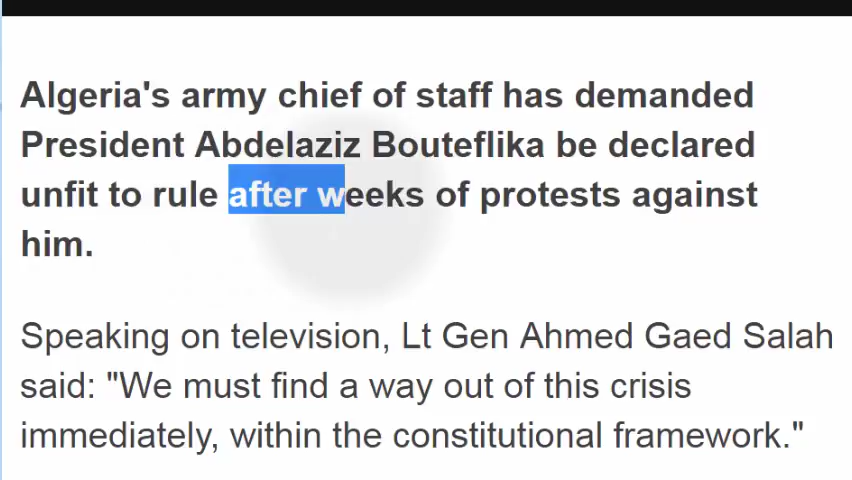 Algeria's army chief of staff has demanded
President Abdelaziz Bouteflika be declared
unfit to rule after weeks of protests against
him.
Speaking on television, Lt Gen Ahmed Gaed Salah
said: "We must find a way out of this crisis
immediately, within the constitutional framework."